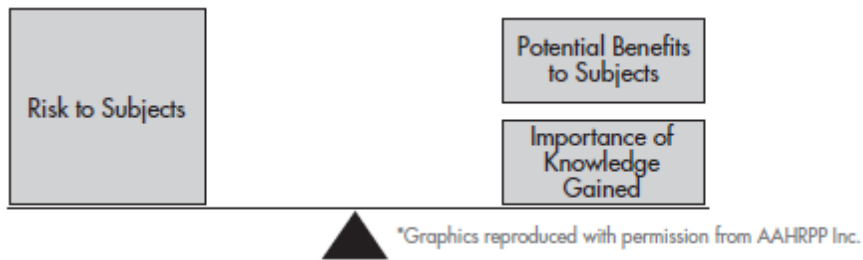 Risk to Subjects
Potential Benefits
to Subjects
Importance of
Knowledge
Gained
*Graphics reproduced with permission from AAHRPP Inc.